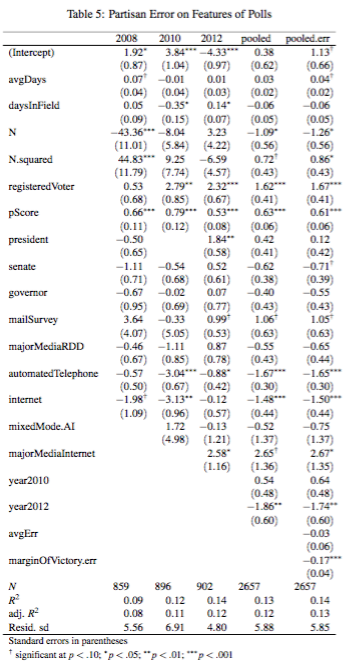 Table 5: Partisan Error on Features of Polls
2008 2010 2012 pooled pooled.err
(Intercept) 1.92* 3.84*** −4.33*** 0.38 1.13†
(0.87) (1.04) (0.97) (0.62) (0.66)
avgDays 0.07† −0.01 0.01 0.03 0.04†
(0.04) (0.04) (0.03) (0.02) (0.02)
daysInField 0.05 −0.35* 0.14* −0.06 −0.06
(0.09) (0.15) (0.07) (0.05) (0.05)
N −43.36*** −8.04 3.23 −1.09* −1.26*
(11.01) (5.84) (4.22) (0.56) (0.56)
N.squared 44.83*** 9.25 −6.59 0.72† 0.86*
(11.79) (7.74) (4.57) (0.43) (0.43)
registeredVoter 0.53 2.79** 2.32*** 1.62*** 1.67***
(0.68) (0.85) (0.67) (0.41) (0.41)
pScore 0.66*** 0.79*** 0.53*** 0.63*** 0.61***
(0.11) (0.12) (0.08) (0.06) (0.06)
president −0.50 1.84** 0.42 0.12
(0.65) (0.58) (0.41) (0.42)
senate −1.11 −0.54 0.52 −0.62 −0.71†
(0.71) (0.68) (0.61) (0.38) (0.39)
governor −0.67 −0.02 0.07 −0.40 −0.55
(0.95) (0.69) (0.77) (0.43) (0.43)
mailSurvey 3.64 −0.33 0.99† 1.06† 1.05†
(4.07) (5.05) (0.53) (0.63) (0.63)
majorMediaRDD −0.46 −1.11 0.87 −0.55 −0.65
(0.67) (0.85) (0.78) (0.43) (0.44)
automatedTelephone −0.57 −3.04*** −0.88* −1.67*** −1.65***
(0.50) (0.67) (0.42) (0.30) (0.30)
internet −1.98† −3.13** −0.12 −1.48*** −1.50***
(1.09) (0.96) (0.57) (0.44) (0.44)
mixedMode.AI 1.72 −0.13 −0.52 −0.75
(4.98) (1.21) (1.37) (1.37)
majorMediaInternet 2.58* 2.65† 2.67*
(1.16) (1.36) (1.35)
year2010 0.54 0.64
(0.48) (0.48)
year2012 −1.86** −1.74**
(0.60) (0.60)
avgErr −0.03
(0.06)
marginOfVictory.err −0.17***
(0.04)
N 859 896 902 2657 2657
R² 0.09 0.12 0.14 0.13 0.14
adj. R² 0.08 0.11 0.12 0.12 0.13
Resid. sd 5.56 6.91 4.80 5.88 5.85
Standard errors in parentheses
† significant at p < .10; *p < .05; **p < .01; ***p < .001